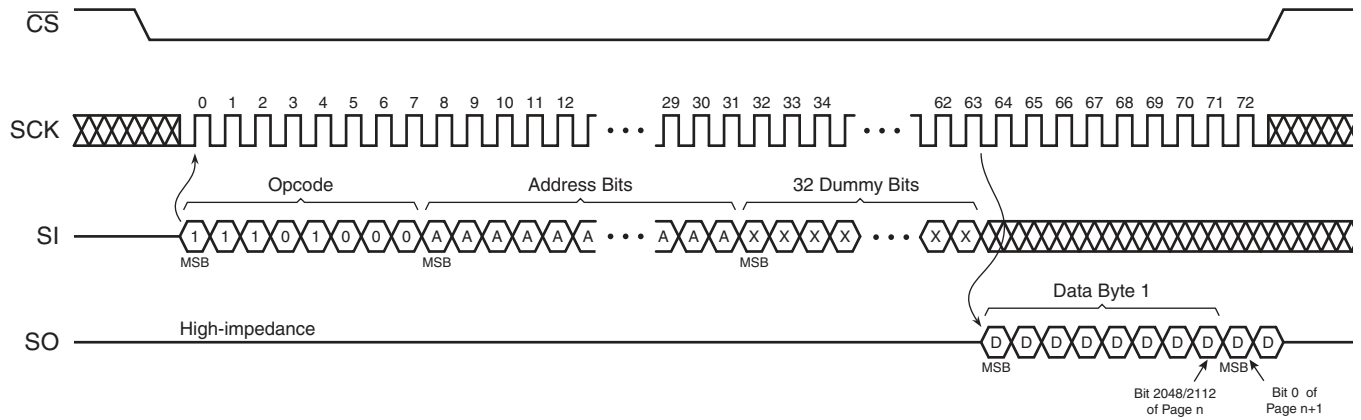 CS
0 1 2 3 4 5 6 7 8 9 10 11 12 29 30 31 32 33 34 62 63 64 65 66 67 68 69 70 71 72
SCK
Opcode Address Bits 32 Dummy Bits
SI 1 1 1 0 1 0 0 0 A A A A A A A A A X X X X X X
MSB MSB MSB
Data Byte 1
High-impedance
SO D D D D D D D D D D
MSB MSB
Bit 2048/2112 of Page n
Bit 0 of Page n+1